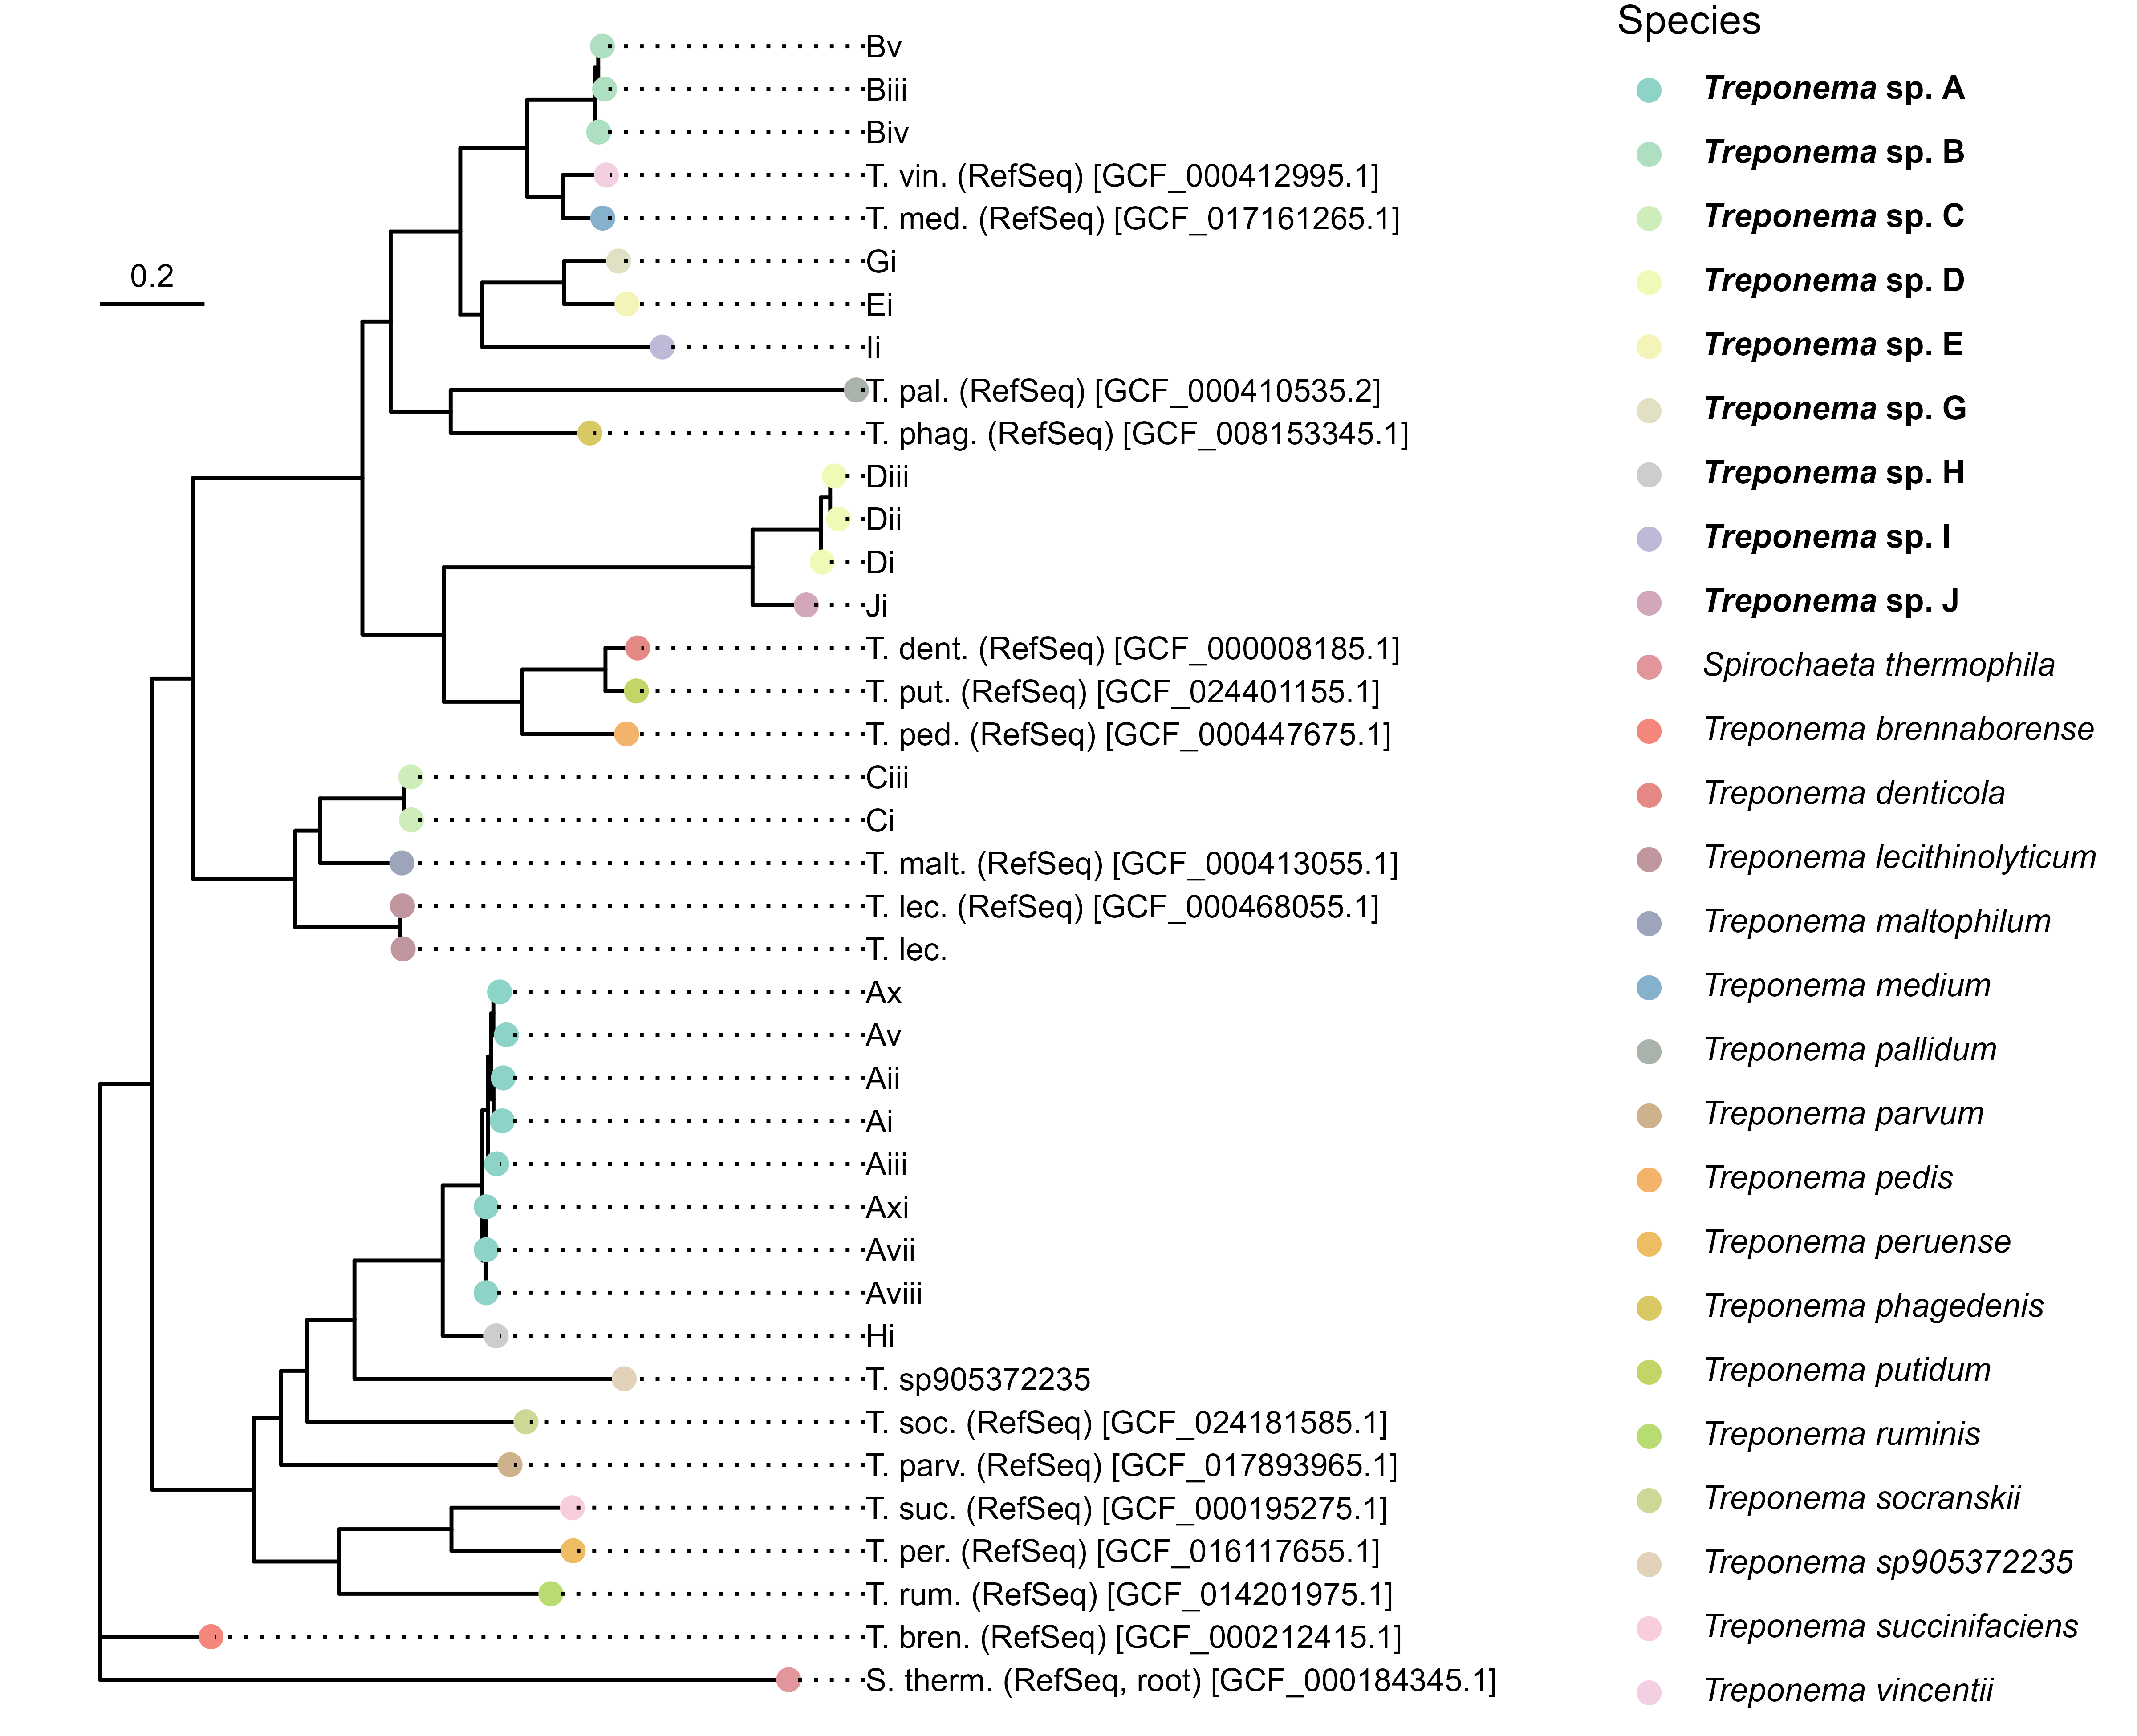 0.2
Bv
Biii
Biv
T. vin. (RefSeq) [GCF_000412995.1]
T. med. (RefSeq) [GCF_017161265.1]
Gi
Ei
Ii
T. pal. (RefSeq) [GCF_000410535.2]
T. phag. (RefSeq) [GCF_008153345.1]
Diii
Dii
Di
Ji
T. dent. (RefSeq) [GCF_000008185.1]
T. put. (RefSeq) [GCF_024401155.1]
T. ped. (RefSeq) [GCF_000447675.1]
Ciii
Ci
T. malt. (RefSeq) [GCF_000413055.1]
T. lec. (RefSeq) [GCF_000468055.1]
T. lec.
Ax
Av
Aii
Ai
Aiii
Axi
Avii
Aviii
Hi
T. sp905372235
T. soc. (RefSeq) [GCF_024181585.1]
T. parv. (RefSeq) [GCF_017893965.1]
T. suc. (RefSeq) [GCF_000195275.1]
T. per. (RefSeq) [GCF_016117655.1]
T. rum. (RefSeq) [GCF_014201975.1]
T. bren. (RefSeq) [GCF_000212415.1]
S. therm. (RefSeq, root) [GCF_000184345.1]
Species
Treponema sp. A
Treponema sp. B
Treponema sp. C
Treponema sp. D
Treponema sp. E
Treponema sp. G
Treponema sp. H
Treponema sp. I
Treponema sp. J
Spirochaeta thermophila
Treponema brennaborense
Treponema denticola
Treponema lecithinolyticum
Treponema maltophilum
Treponema medium
Treponema pallidum
Treponema parvum
Treponema pedis
Treponema peruense
Treponema phagedenis
Treponema putidum
Treponema ruminis
Treponema socranskii
Treponema sp905372235
Treponema succinifaciens
Treponema vincentii